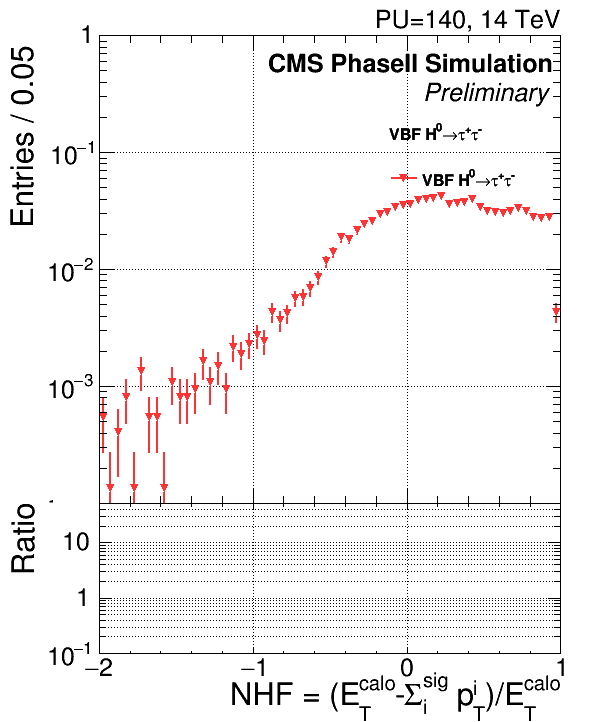 PU=140, 14 TeV
CMS PhaseII Simulation
Preliminary
VBF H⁰→τ⁺τ⁻
VBF H⁰→τ⁺τ⁻
Entries / 0.05
1
10⁻¹
10⁻²
10⁻³
Ratio
10
1
10⁻¹
−2 −1 0 1
NHF = (E_T^calo-Σ_i^sig p_T^i)/E_T^calo